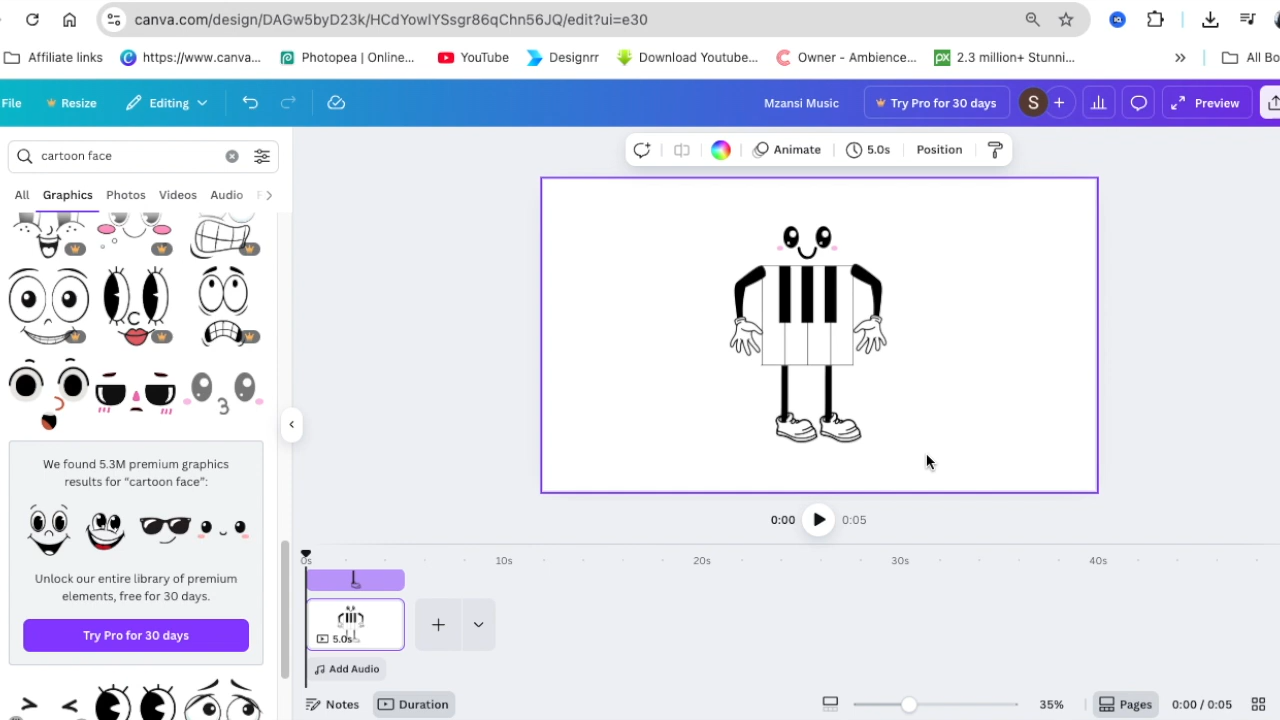 canva.com/design/DAGw5byD23k/HCdYowlYSsgr86qChn56JQ/edit?ui=e30
Affiliate links https://www.canva... Photopea | Online... YouTube Designrr Download Youtube... Owner - Ambience... 2.3 million+ Stunni... » All Bo
File Resize Editing Mzansi Music Try Pro for 30 days S + Preview
cartoon face Animate 5.0s Position
All Graphics Photos Videos Audio
We found 5.3M premium graphics
results for “cartoon face”:
0:00 0:05
0s 10s 20s 30s 40s
Unlock our entire library of premium
elements, free for 30 days.
Try Pro for 30 days
5.0s
Add Audio
Notes Duration 35% Pages 0:00 / 0:05